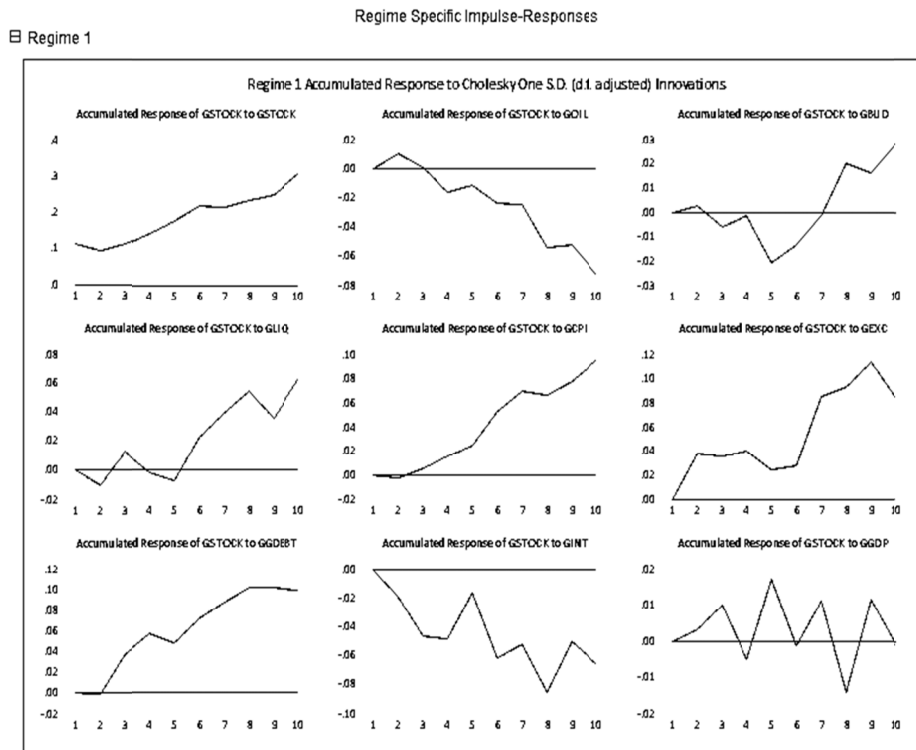 Regime Specific Impulse-Responses
⊟ Regime 1
Regime 1 Accumulated Response to Cholesky One S.D. (d.f. adjusted) Innovations
Accumulated Response of GSTOCK to GSTOCK
.4
.3
.2
.1
.0
1 2 3 4 5 6 7 8 9 10
Accumulated Response of GSTOCK to GOIL
.02
.00
-.02
-.04
-.06
-.08
1 2 3 4 5 6 7 8 9 10
Accumulated Response of GSTOCK to GBUD
.03
.02
.01
.00
-.01
-.02
-.03
1 2 3 4 5 6 7 8 9 10
Accumulated Response of GSTOCK to GLIQ
.08
.06
.04
.02
.00
-.02
1 2 3 4 5 6 7 8 9 10
Accumulated Response of GSTOCK to GCPI
.10
.08
.06
.04
.02
.00
-.02
1 2 3 4 5 6 7 8 9 10
Accumulated Response of GSTOCK to GEXC
.12
.10
.08
.06
.04
.02
.00
1 2 3 4 5 6 7 8 9 10
Accumulated Response of GSTOCK to GGDEBT
.12
.10
.08
.06
.04
.02
.00
-.02
1 2 3 4 5 6 7 8 9 10
Accumulated Response of GSTOCK to GINT
.00
-.02
-.04
-.06
-.08
-.10
1 2 3 4 5 6 7 8 9 10
Accumulated Response of GSTOCK to GGDP
.02
.01
.00
-.01
-.02
1 2 3 4 5 6 7 8 9 10